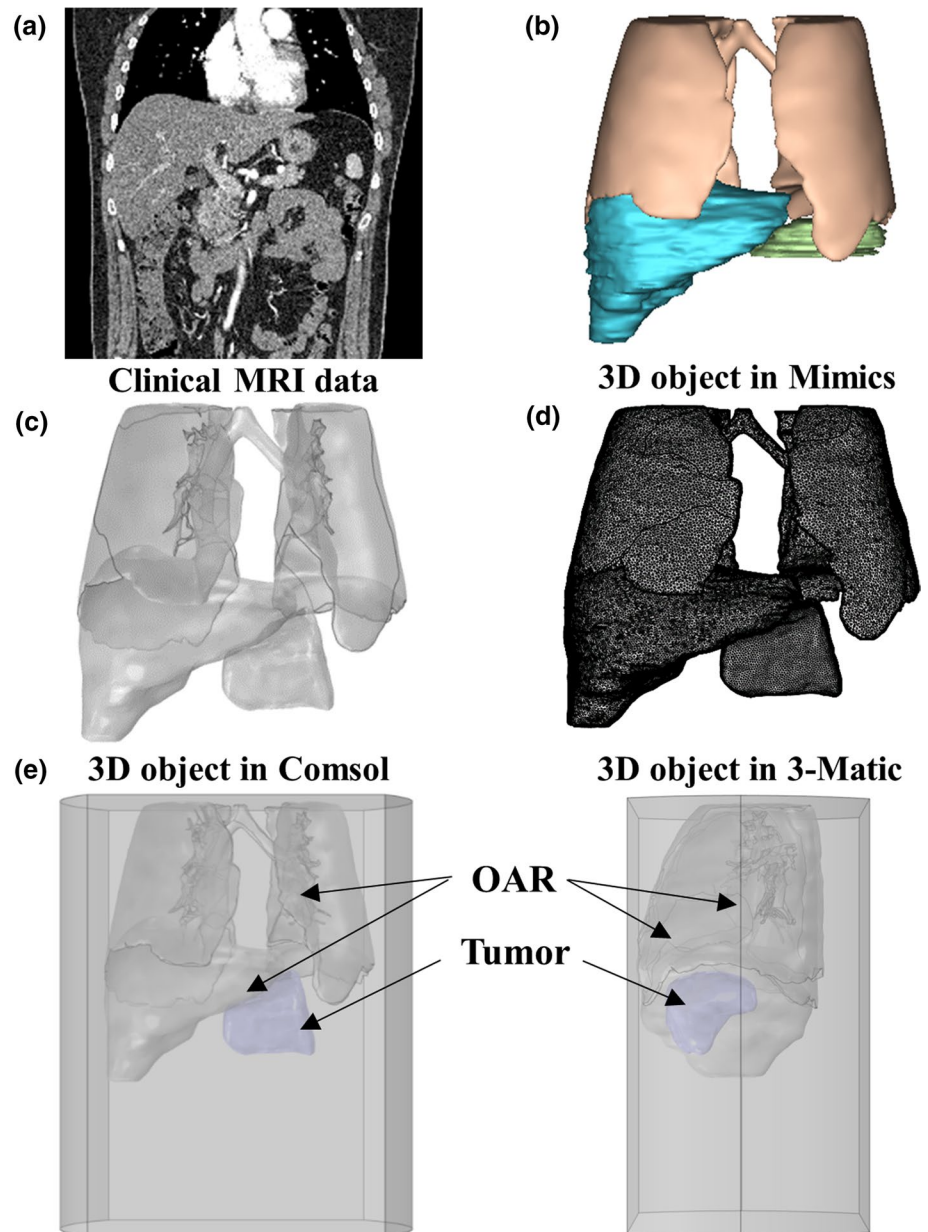 (a)
(b)
Clinical MRI data
3D object in Mimics
(c)
(d)
(e)
3D object in Comsol
3D object in 3-Matic
OAR
Tumor